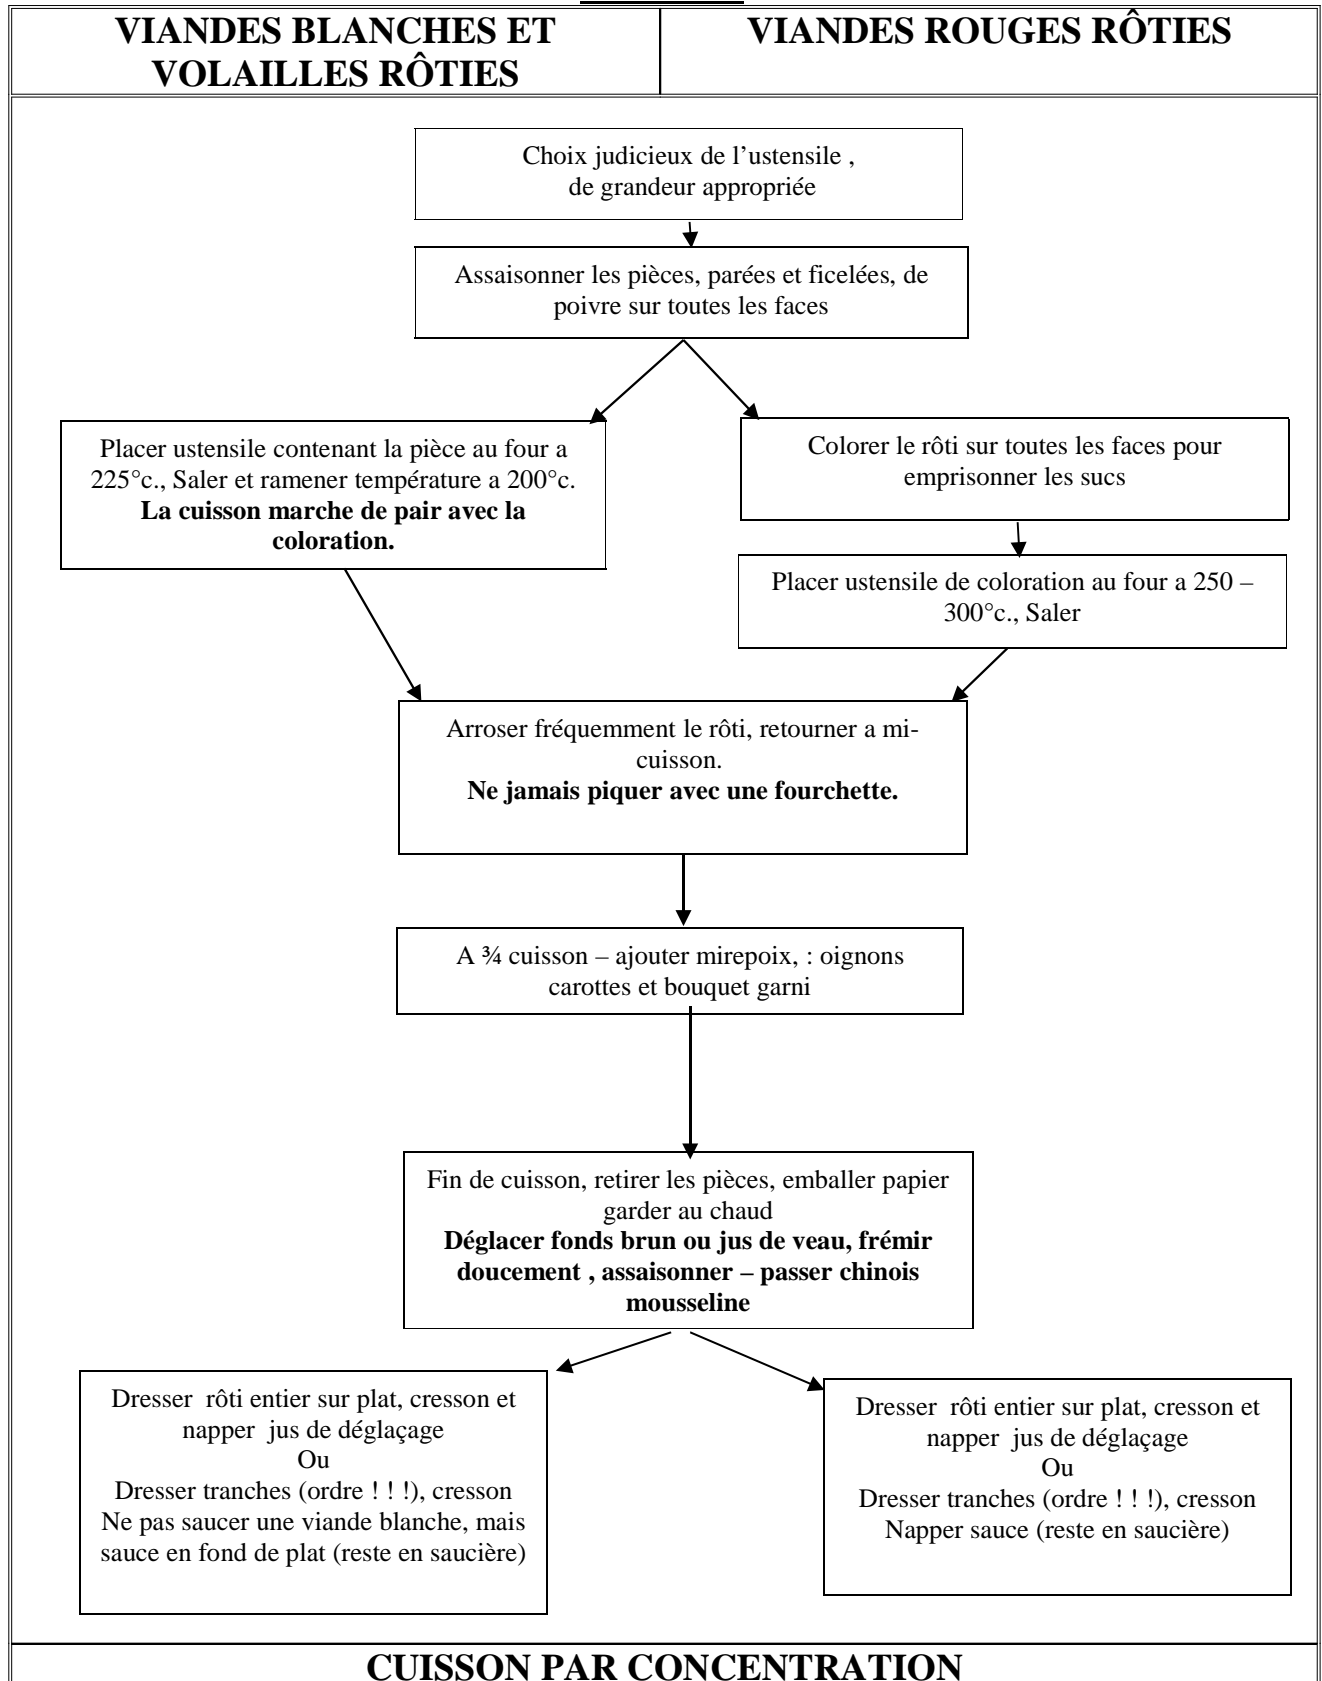 VIANDES BLANCHES ET
VOLAILLES RÔTIES
VIANDES ROUGES RÔTIES
Choix judicieux de l’ustensile ,
de grandeur appropriée
Assaisonner les pièces, parées et ficelées, de
poivre sur toutes les faces
Placer ustensile contenant la pièce au four a
225°c., Saler et ramener température a 200°c.
La cuisson marche de pair avec la
coloration.
Colorer le rôti sur toutes les faces pour
emprisonner les sucs
Placer ustensile de coloration au four a 250 –
300°c., Saler
Arroser fréquemment le rôti, retourner a mi-
cuisson.
Ne jamais piquer avec une fourchette.
A ¾ cuisson – ajouter mirepoix, : oignons
carottes et bouquet garni
Fin de cuisson, retirer les pièces, emballer papier
garder au chaud
Déglacer fonds brun ou jus de veau, frémir
doucement , assaisonner – passer chinois
mousseline
Dresser  rôti entier sur plat, cresson et
napper  jus de déglaçage
Ou
Dresser tranches (ordre ! ! !), cresson
Ne pas saucer une viande blanche, mais
sauce en fond de plat (reste en saucière)
Dresser  rôti entier sur plat, cresson et
napper  jus de déglaçage
Ou
Dresser tranches (ordre ! ! !), cresson
Napper sauce (reste en saucière)
CUISSON PAR CONCENTRATION